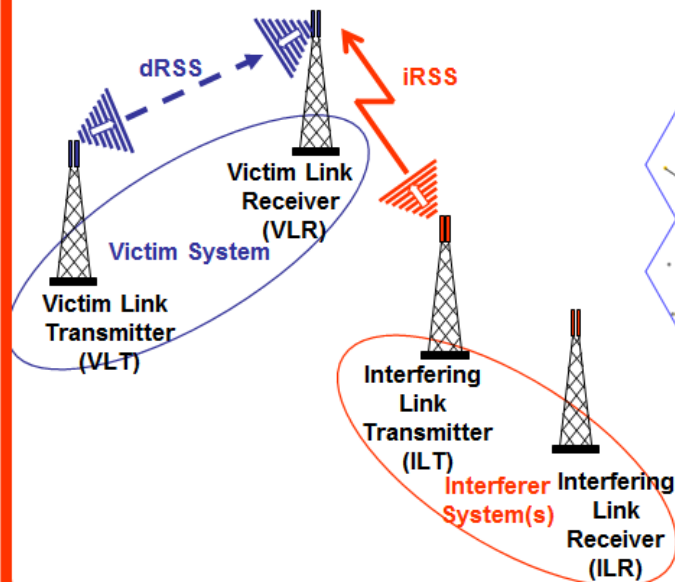 dRSS
iRSS
Victim Link
Receiver
(VLR)
Victim System
Victim Link
Transmitter
(VLT)
Interfering
Link
Transmitter
(ILT)
Interferer
System(s)
Interfering
Link
Receiver
(ILR)